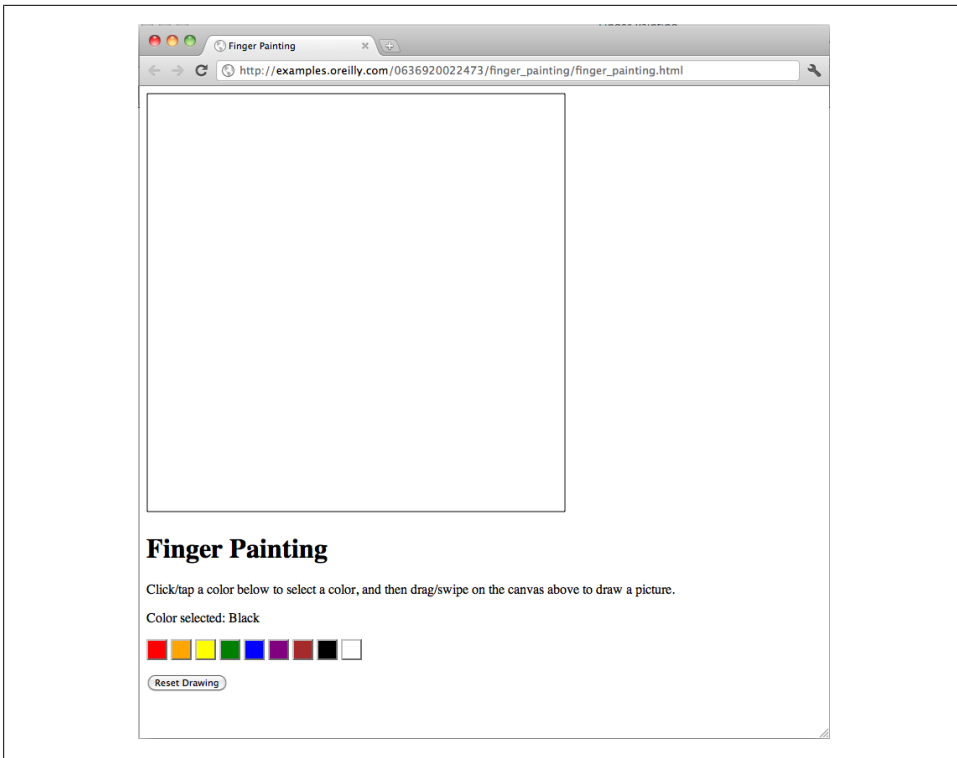 Finger Painting
http://examples.oreilly.com/0636920022473/finger_painting/finger_painting.html
Finger Painting
Click/tap a color below to select a color, and then drag/swipe on the canvas above to draw a picture.
Color selected: Black
Reset Drawing